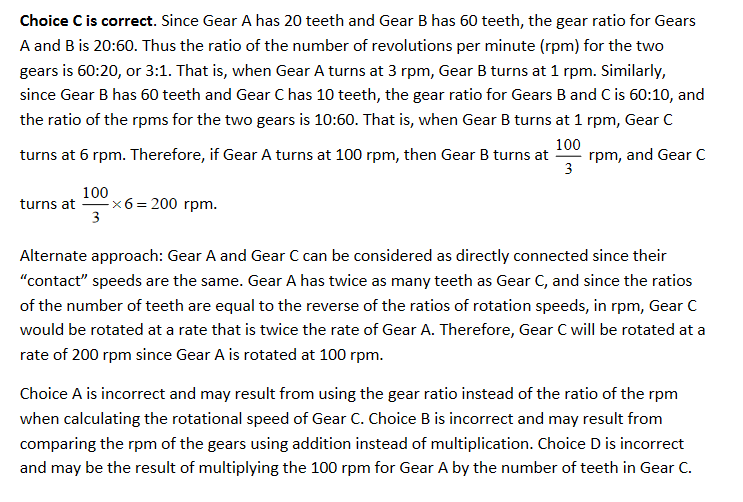 Choice C is correct. Since Gear A has 20 teeth and Gear B has 60 teeth, the gear ratio for Gears
A and B is 20:60. Thus the ratio of the number of revolutions per minute (rpm) for the two
gears is 60:20, or 3:1. That is, when Gear A turns at 3 rpm, Gear B turns at 1 rpm. Similarly,
since Gear B has 60 teeth and Gear C has 10 teeth, the gear ratio for Gears B and C is 60:10, and
the ratio of the rpms for the two gears is 10:60. That is, when Gear B turns at 1 rpm, Gear C
turns at 6 rpm. Therefore, if Gear A turns at 100 rpm, then Gear B turns at 100/3 rpm, and Gear C
turns at 100/3 × 6 = 200 rpm.
Alternate approach: Gear A and Gear C can be considered as directly connected since their
“contact” speeds are the same. Gear A has twice as many teeth as Gear C, and since the ratios
of the number of teeth are equal to the reverse of the ratios of rotation speeds, in rpm, Gear C
would be rotated at a rate that is twice the rate of Gear A. Therefore, Gear C will be rotated at a
rate of 200 rpm since Gear A is rotated at 100 rpm.
Choice A is incorrect and may result from using the gear ratio instead of the ratio of the rpm
when calculating the rotational speed of Gear C. Choice B is incorrect and may result from
comparing the rpm of the gears using addition instead of multiplication. Choice D is incorrect
and may be the result of multiplying the 100 rpm for Gear A by the number of teeth in Gear C.